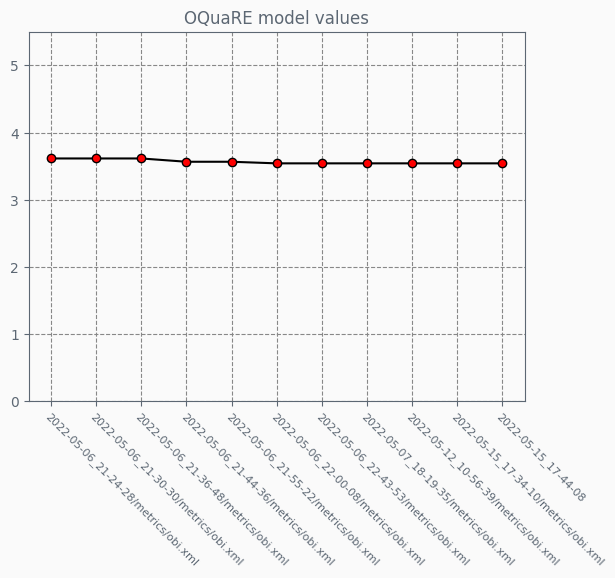 OQuaRE model values
5
4
3
2
1
0
2022-05-06_21-24-28/metrics/obi.xml
2022-05-06_21-30-30/metrics/obi.xml
2022-05-06_21-36-48/metrics/obi.xml
2022-05-06_21-44-36/metrics/obi.xml
2022-05-06_21-55-22/metrics/obi.xml
2022-05-06_22-00-08/metrics/obi.xml
2022-05-06_22-43-53/metrics/obi.xml
2022-05-07_18-19-35/metrics/obi.xml
2022-05-12_10-56-39/metrics/obi.xml
2022-05-15_17-34-10/metrics/obi.xml
2022-05-15_17-44-08